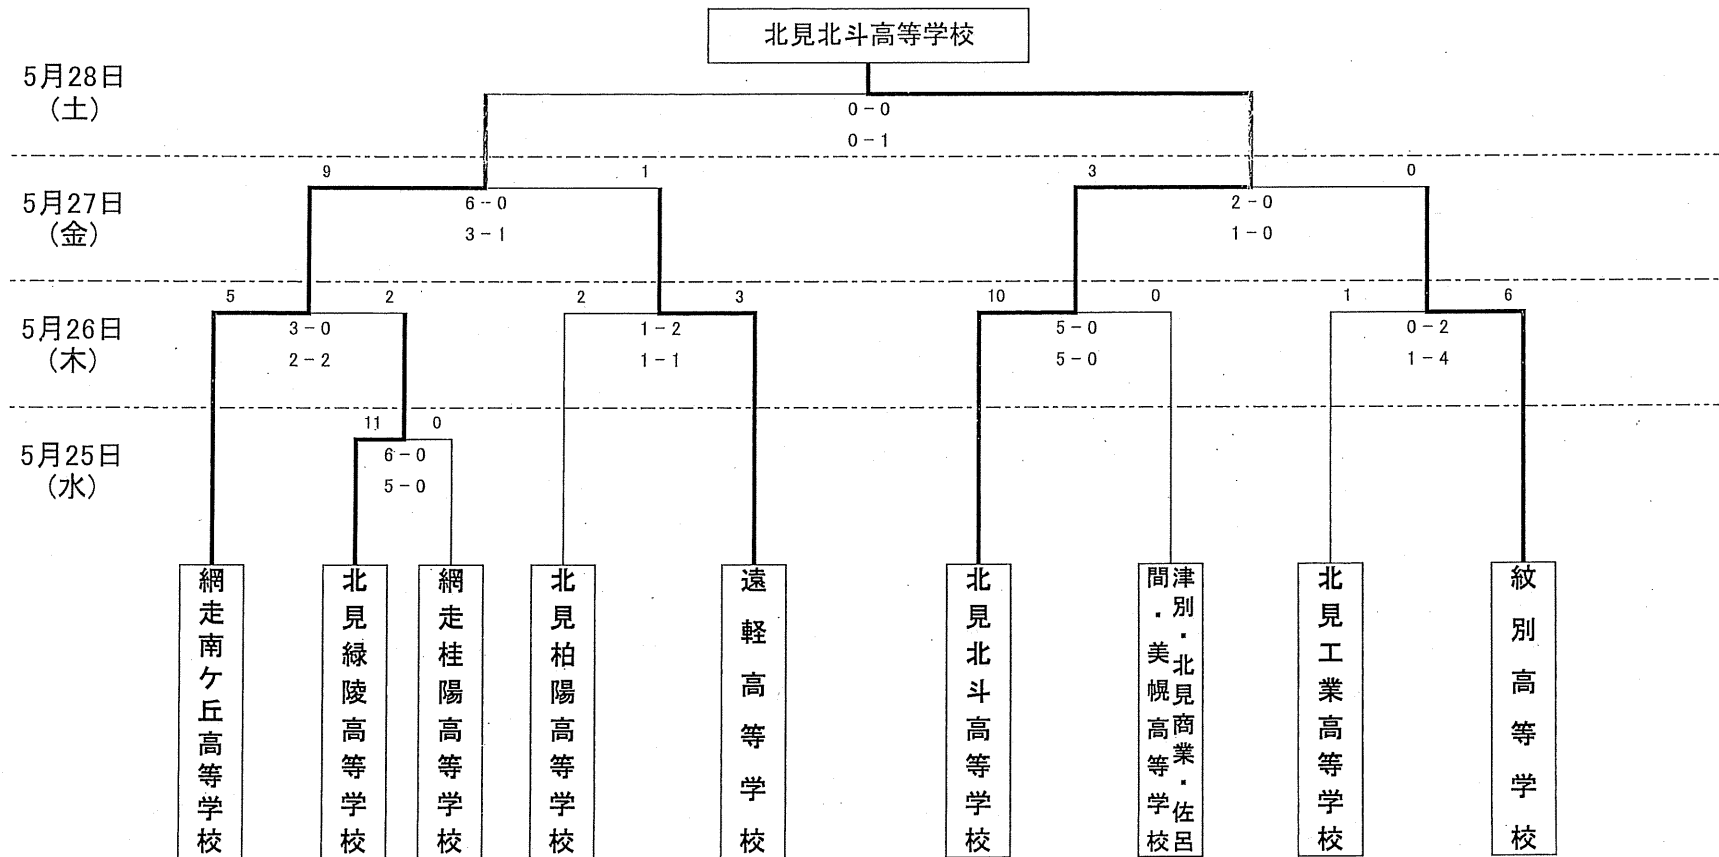 北見北斗高等学校
5月28日
(土)
0-0
0-1
9 1 3 0
5月27日
(金)
6-0
3-1
2-0
1-0
5 2 2 3 10 0 1 6
5月26日
(木)
3-0
2-2
1-2
1-1
5-0
5-0
0-2
1-4
11 0
5月25日
(水)
6-0
5-0
網走南ケ丘高等学校
北見緑陵高等学校
網走桂陽高等学校
北見柏陽高等学校
遠軽高等学校
北見北斗高等学校
津別・北見商業・佐呂
間・美幌高等学校
北見工業高等学校
紋別高等学校